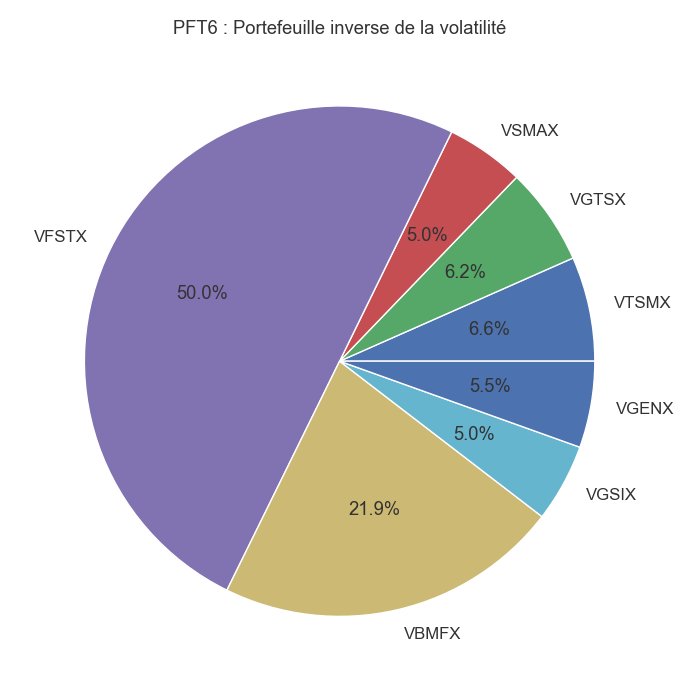 PFT6 : Portefeuille inverse de la volatilité
VSMAX
VGTSX
VFSTX
5.0%
6.2%
50.0%
VTSMX
6.6%
5.5%
VGENX
5.0%
VGSIX
21.9%
VBMFX